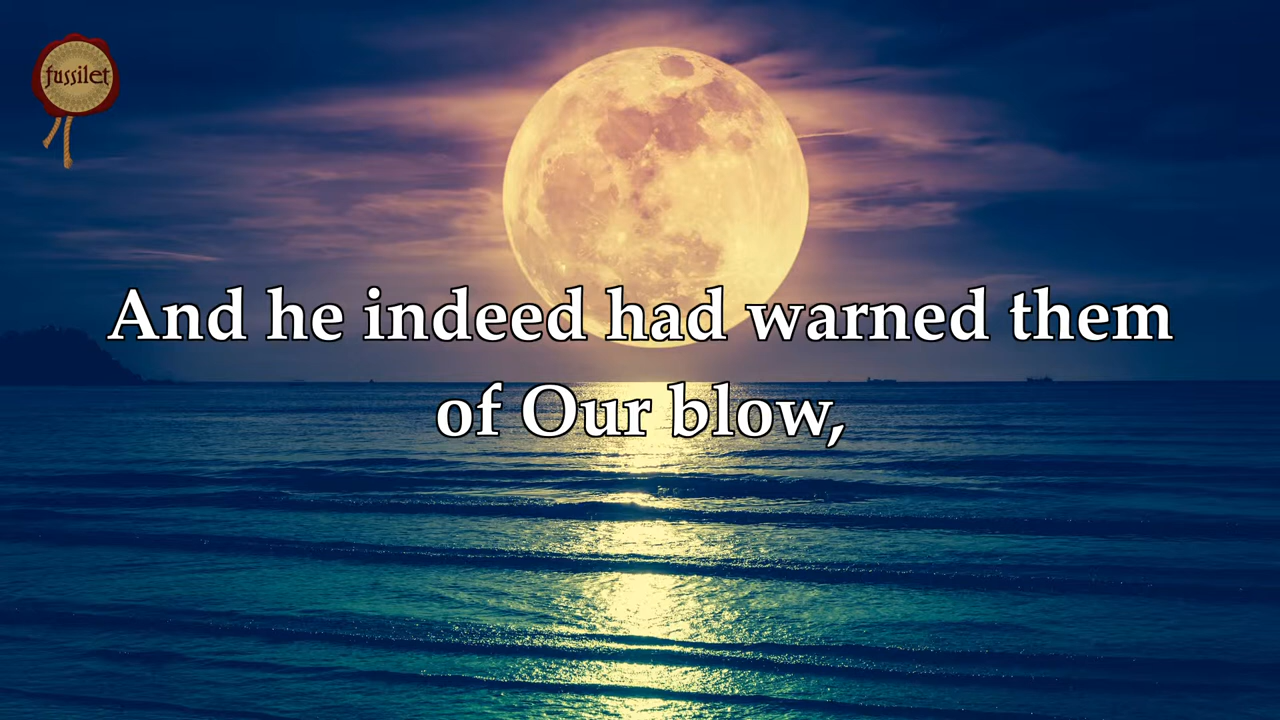 fussilet
And he indeed had warned them
of Our blow,